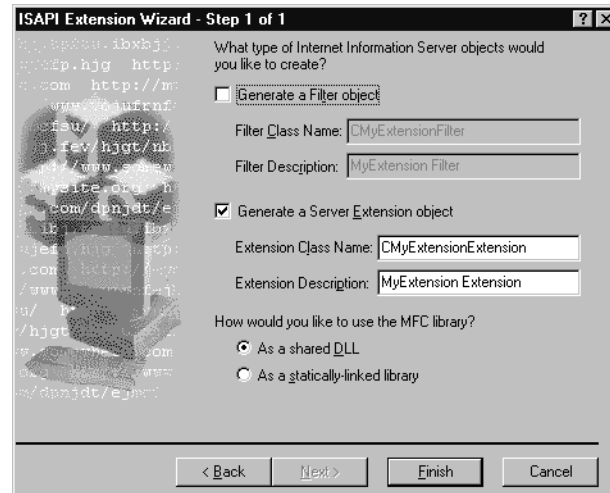 ISAPI Extension Wizard - Step 1 of 1
What type of Internet Information Server objects would
you like to create?
Generate a Filter object
Filter Class Name: CMyExtensionFilter
Filter Description: MyExtension Filter
Generate a Server Extension object
Extension Class Name: CMyExtensionExtension
Extension Description: MyExtension Extension
How would you like to use the MFC library?
As a shared DLL
As a statically-linked library
< Back Next > Finish Cancel